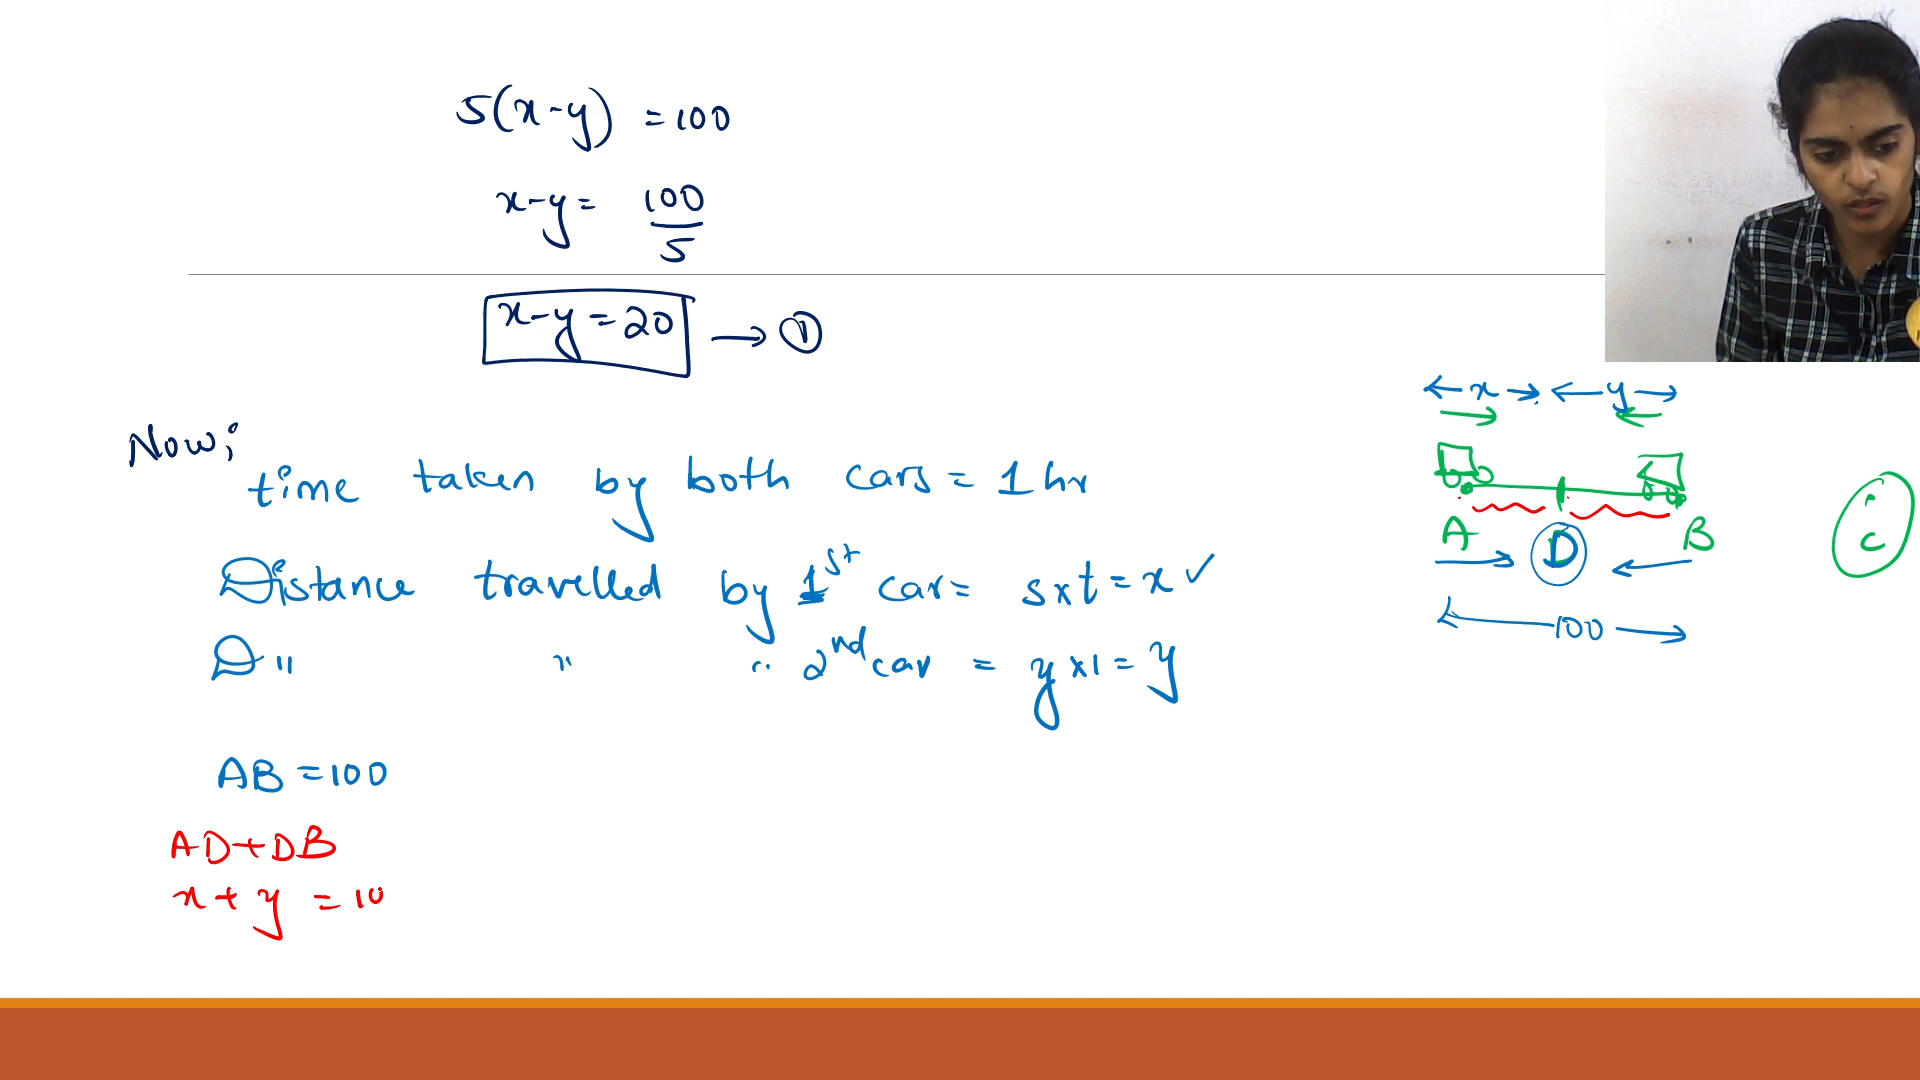 5(x-y) = 100
x-y = 100/5
x-y = 20 → ①
Now;
time taken by both cars = 1 hr
Distance travelled by 1st car = s×t = x ✓
D " " " 2nd car = y×1 = y
AB = 100
AD+DB
x + y = 10
← x → ← y →
A D B
C
← 100 →